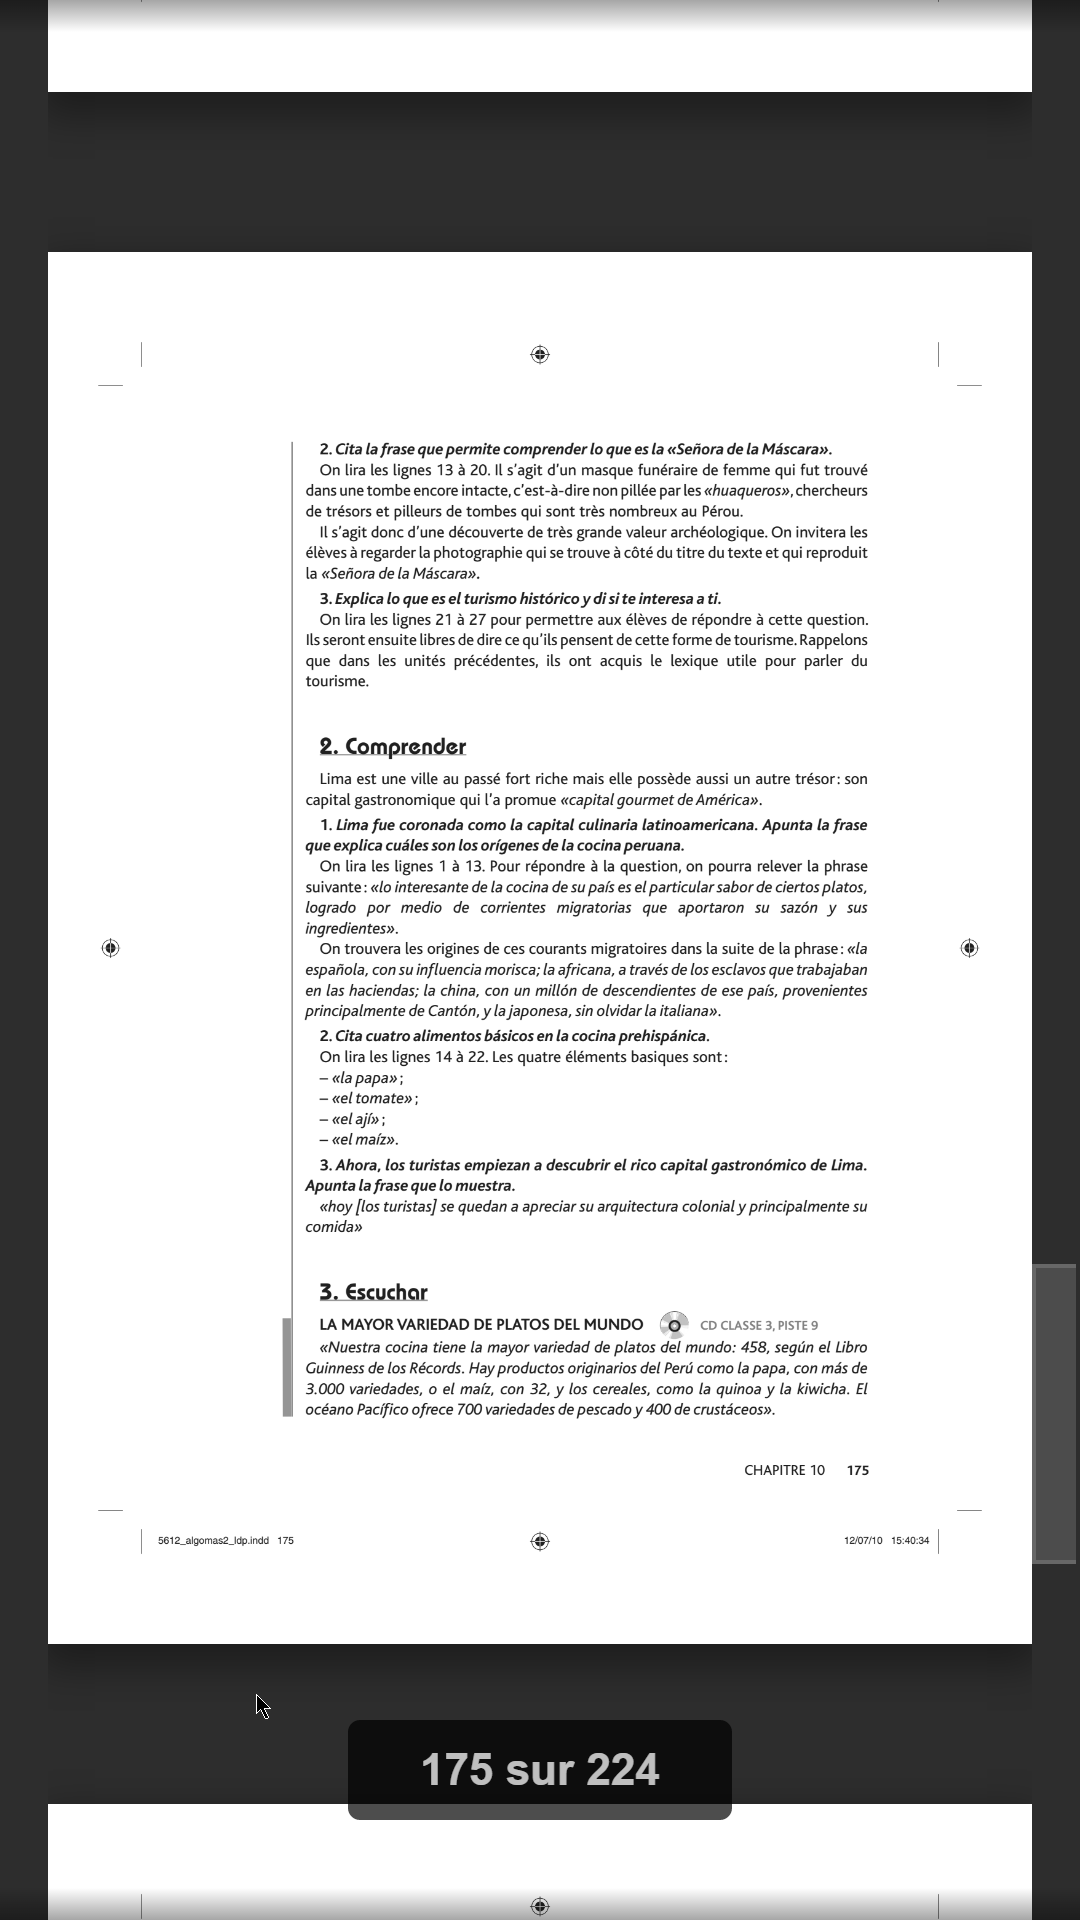 2. Cita la frase que permite comprender lo que es la «Señora de la Máscara».
On lira les lignes 13 à 20. Il s’agit d’un masque funéraire de femme qui fut trouvé
dans une tombe encore intacte, c’est-à-dire non pillée par les «huaqueros», chercheurs
de trésors et pilleurs de tombes qui sont très nombreux au Pérou.
Il s’agit donc d’une découverte de très grande valeur archéologique. On invitera les
élèves à regarder la photographie qui se trouve à côté du titre du texte et qui reproduit
la «Señora de la Máscara».
3. Explica lo que es el turismo histórico y di si te interesa a ti.
On lira les lignes 21 à 27 pour permettre aux élèves de répondre à cette question.
Ils seront ensuite libres de dire ce qu’ils pensent de cette forme de tourisme. Rappelons
que dans les unités précédentes, ils ont acquis le lexique utile pour parler du
tourisme.
2. Comprender
Lima est une ville au passé fort riche mais elle possède aussi un autre trésor : son
capital gastronomique qui l’a promue «capital gourmet de América».
1. Lima fue coronada como la capital culinaria latinoamericana. Apunta la frase
que explica cuáles son los orígenes de la cocina peruana.
On lira les lignes 1 à 13. Pour répondre à la question, on pourra relever la phrase
suivante : «lo interesante de la cocina de su país es el particular sabor de ciertos platos,
logrado por medio de corrientes migratorias que aportaron su sazón y sus
ingredientes».
On trouvera les origines de ces courants migratoires dans la suite de la phrase : «la
española, con su influencia morisca; la africana, a través de los esclavos que trabajaban
en las haciendas; la china, con un millón de descendientes de ese país, provenientes
principalmente de Cantón, y la japonesa, sin olvidar la italiana».
2. Cita cuatro alimentos básicos en la cocina prehispánica.
On lira les lignes 14 à 22. Les quatre éléments basiques sont :
– «la papa» ;
– «el tomate» ;
– «el ají» ;
– «el maíz».
3. Ahora, los turistas empiezan a descubrir el rico capital gastronómico de Lima.
Apunta la frase que lo muestra.
«hoy [los turistas] se quedan a apreciar su arquitectura colonial y principalmente su
comida»
3. Escuchar
LA MAYOR VARIEDAD DE PLATOS DEL MUNDO CD CLASSE 3, PISTE 9
«Nuestra cocina tiene la mayor variedad de platos del mundo: 458, según el Libro
Guinness de los Récords. Hay productos originarios del Perú como la papa, con más de
3.000 variedades, o el maíz, con 32, y los cereales, como la quinoa y la kiwicha. El
océano Pacífico ofrece 700 variedades de pescado y 400 de crustáceos».
CHAPITRE 10 175
5612_algomas2_ldp.indd 175 12/07/10 15:40:34
175 sur 224